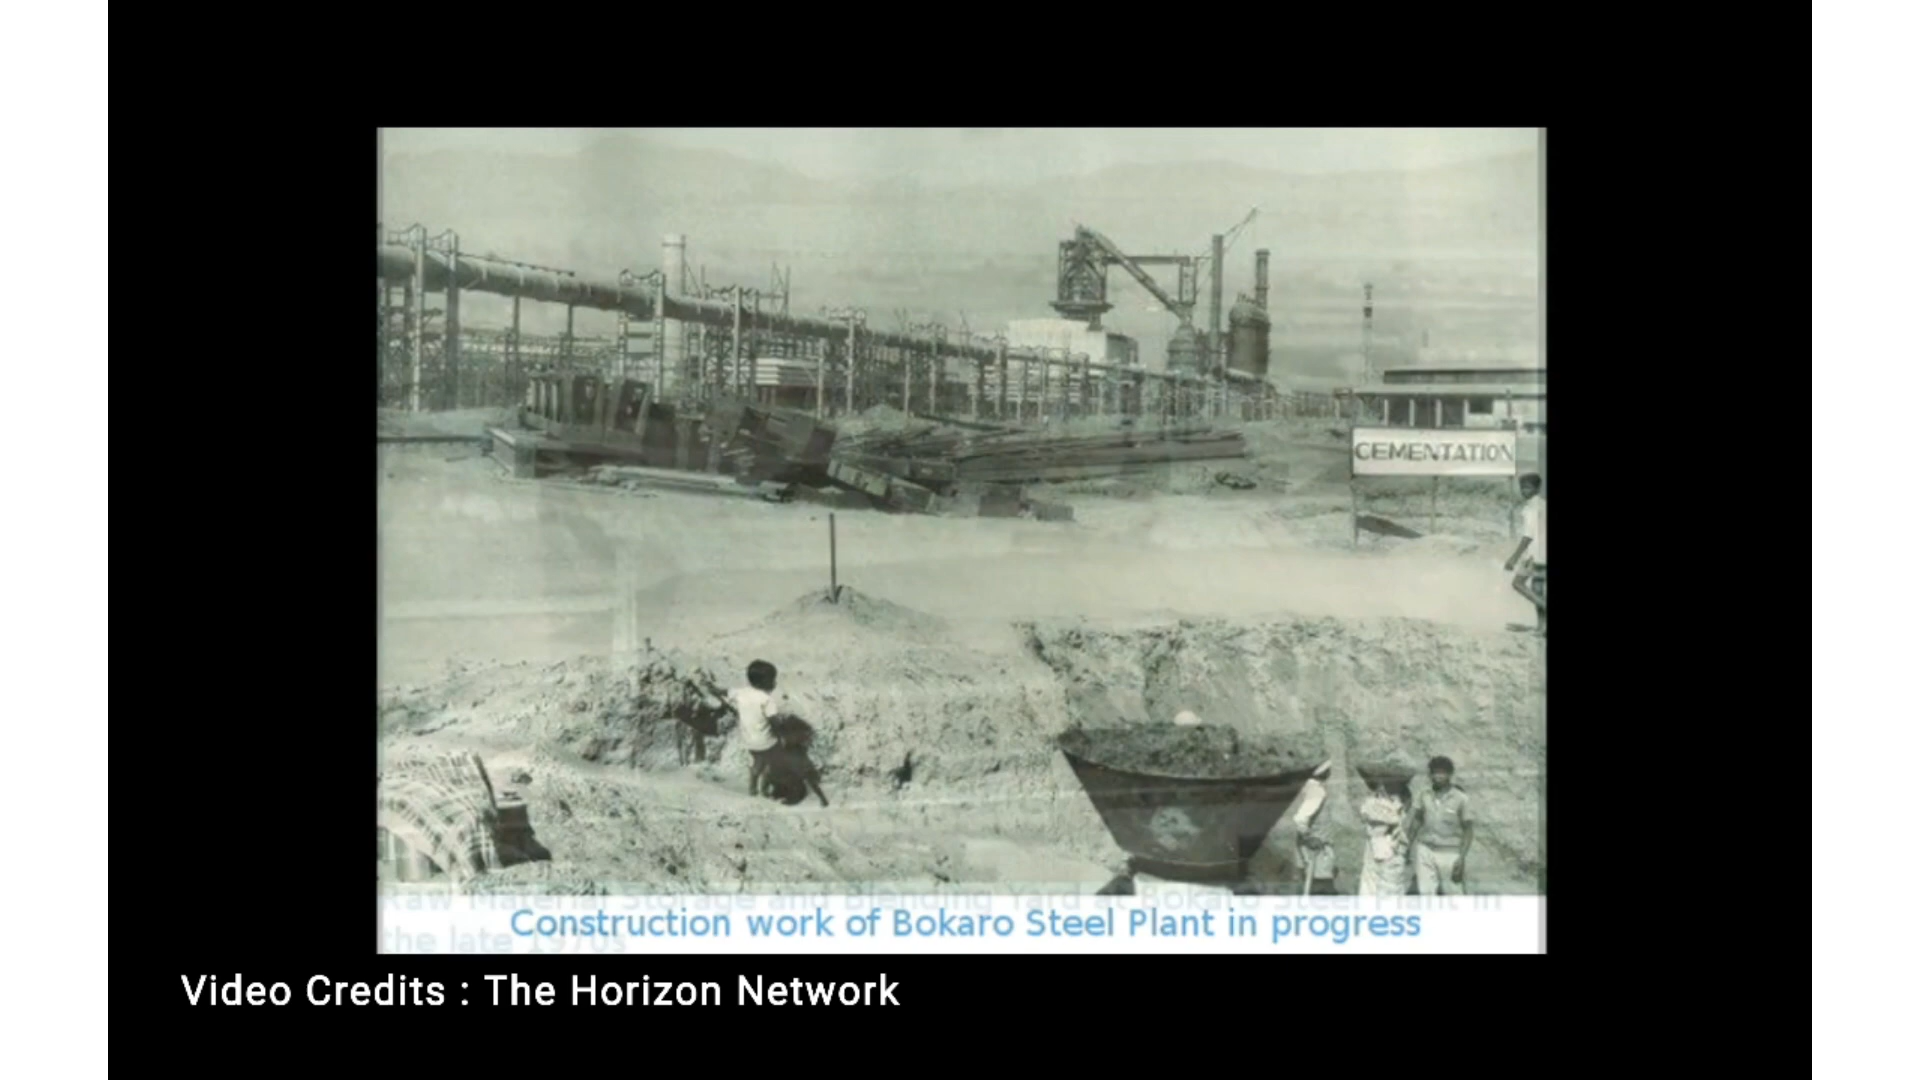 CEMENTATION
Raw Material Storage and Blending Yard at Bokaro Steel Plant in
the late 1970s
Construction work of Bokaro Steel Plant in progress
Video Credits : The Horizon Network